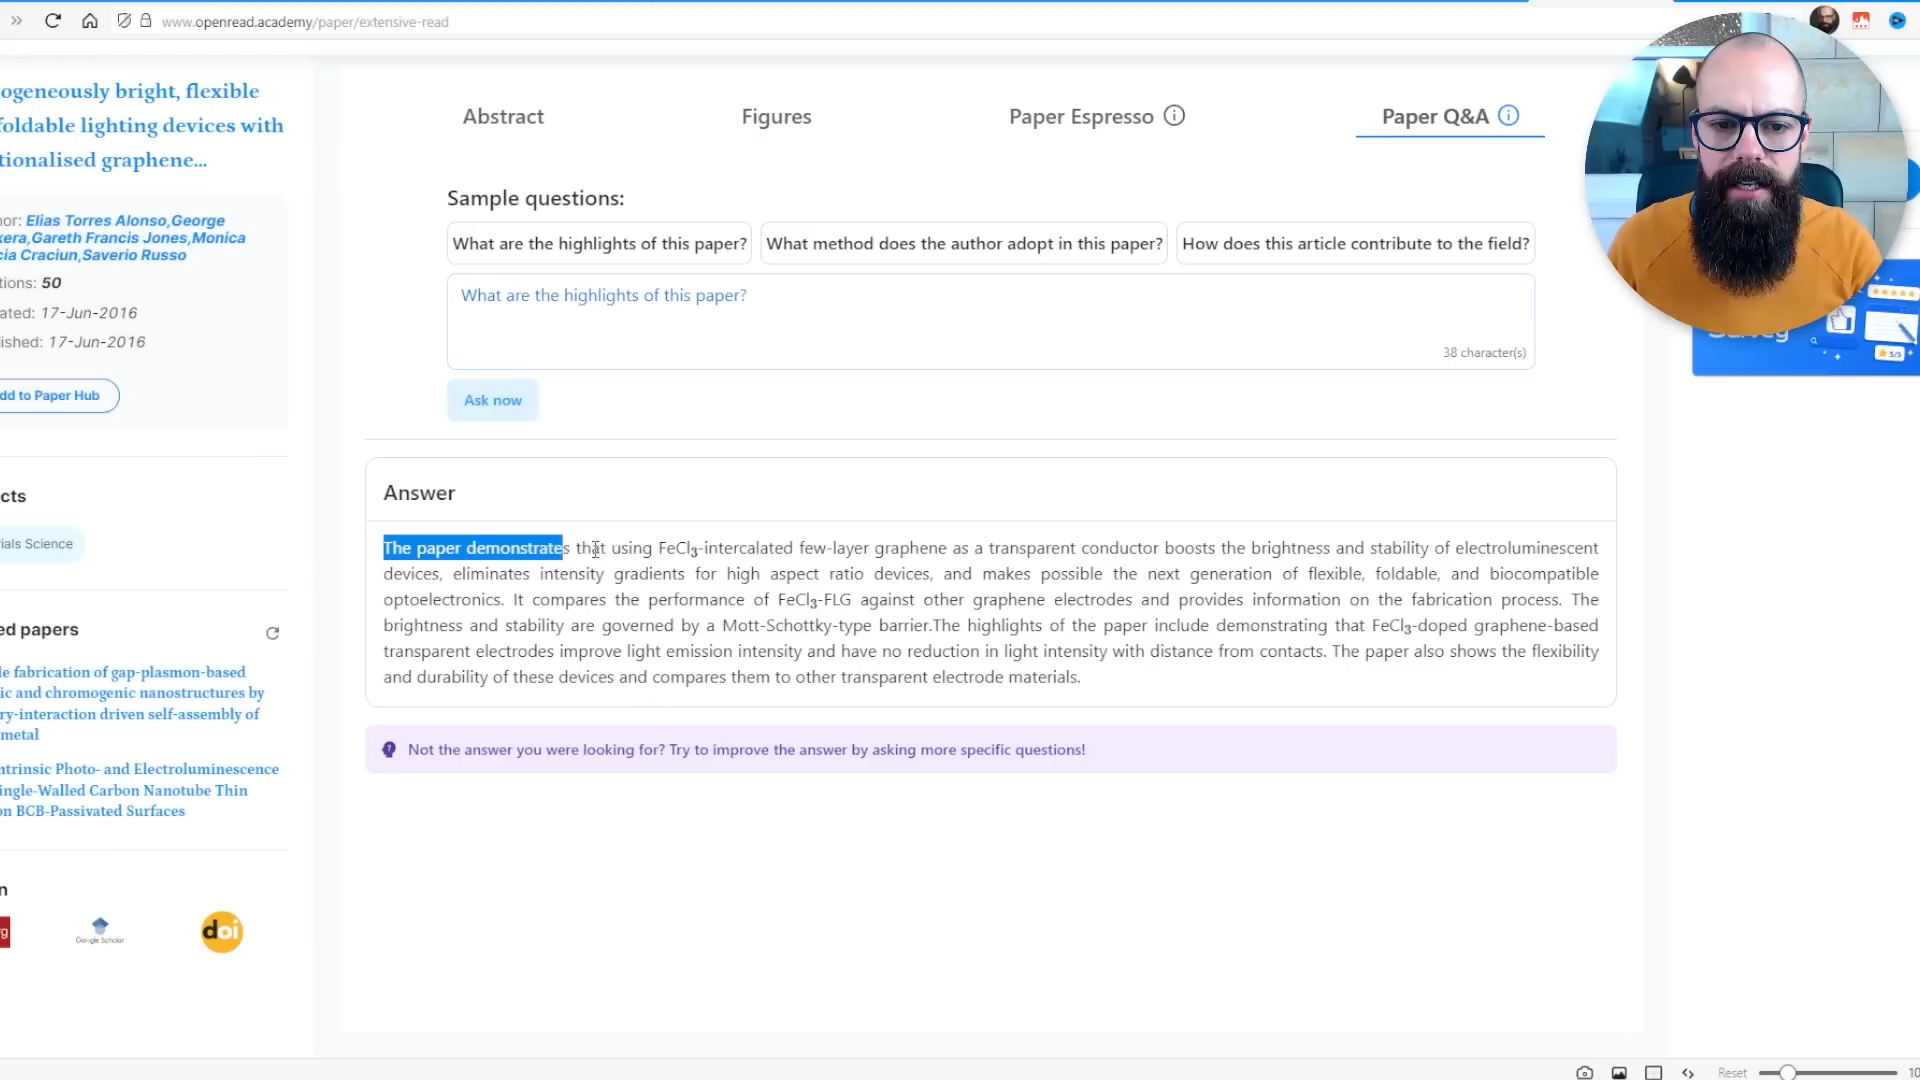 www.openread.academy/paper/extensive-read
ogeneously bright, flexible
foldable lighting devices with
tionalised graphene...
nor: Elias Torres Alonso,George
kera,Gareth Francis Jones,Monica
cia Craciun,Saverio Russo
tions: 50
ated: 17-Jun-2016
lished: 17-Jun-2016
dd to Paper Hub
cts
ials Science
ed papers
le fabrication of gap-plasmon-based
ic and chromogenic nanostructures by
ry-interaction driven self-assembly of
metal
ntrinsic Photo- and Electroluminescence
ingle-Walled Carbon Nanotube Thin
on BCB-Passivated Surfaces
n
Google Scholar
doi
Abstract
Figures
Paper Espresso
Paper Q&A
Sample questions:
What are the highlights of this paper?
What method does the author adopt in this paper?
How does this article contribute to the field?
What are the highlights of this paper?
38 character(s)
Ask now
Answer
The paper demonstrates that using FeCl₃-intercalated few-layer graphene as a transparent conductor boosts the brightness and stability of electroluminescent
devices, eliminates intensity gradients for high aspect ratio devices, and makes possible the next generation of flexible, foldable, and biocompatible
optoelectronics. It compares the performance of FeCl₃-FLG against other graphene electrodes and provides information on the fabrication process. The
brightness and stability are governed by a Mott-Schottky-type barrier.The highlights of the paper include demonstrating that FeCl₃-doped graphene-based
transparent electrodes improve light emission intensity and have no reduction in light intensity with distance from contacts. The paper also shows the flexibility
and durability of these devices and compares them to other transparent electrode materials.
Not the answer you were looking for? Try to improve the answer by asking more specific questions!
5/5
Reset
10